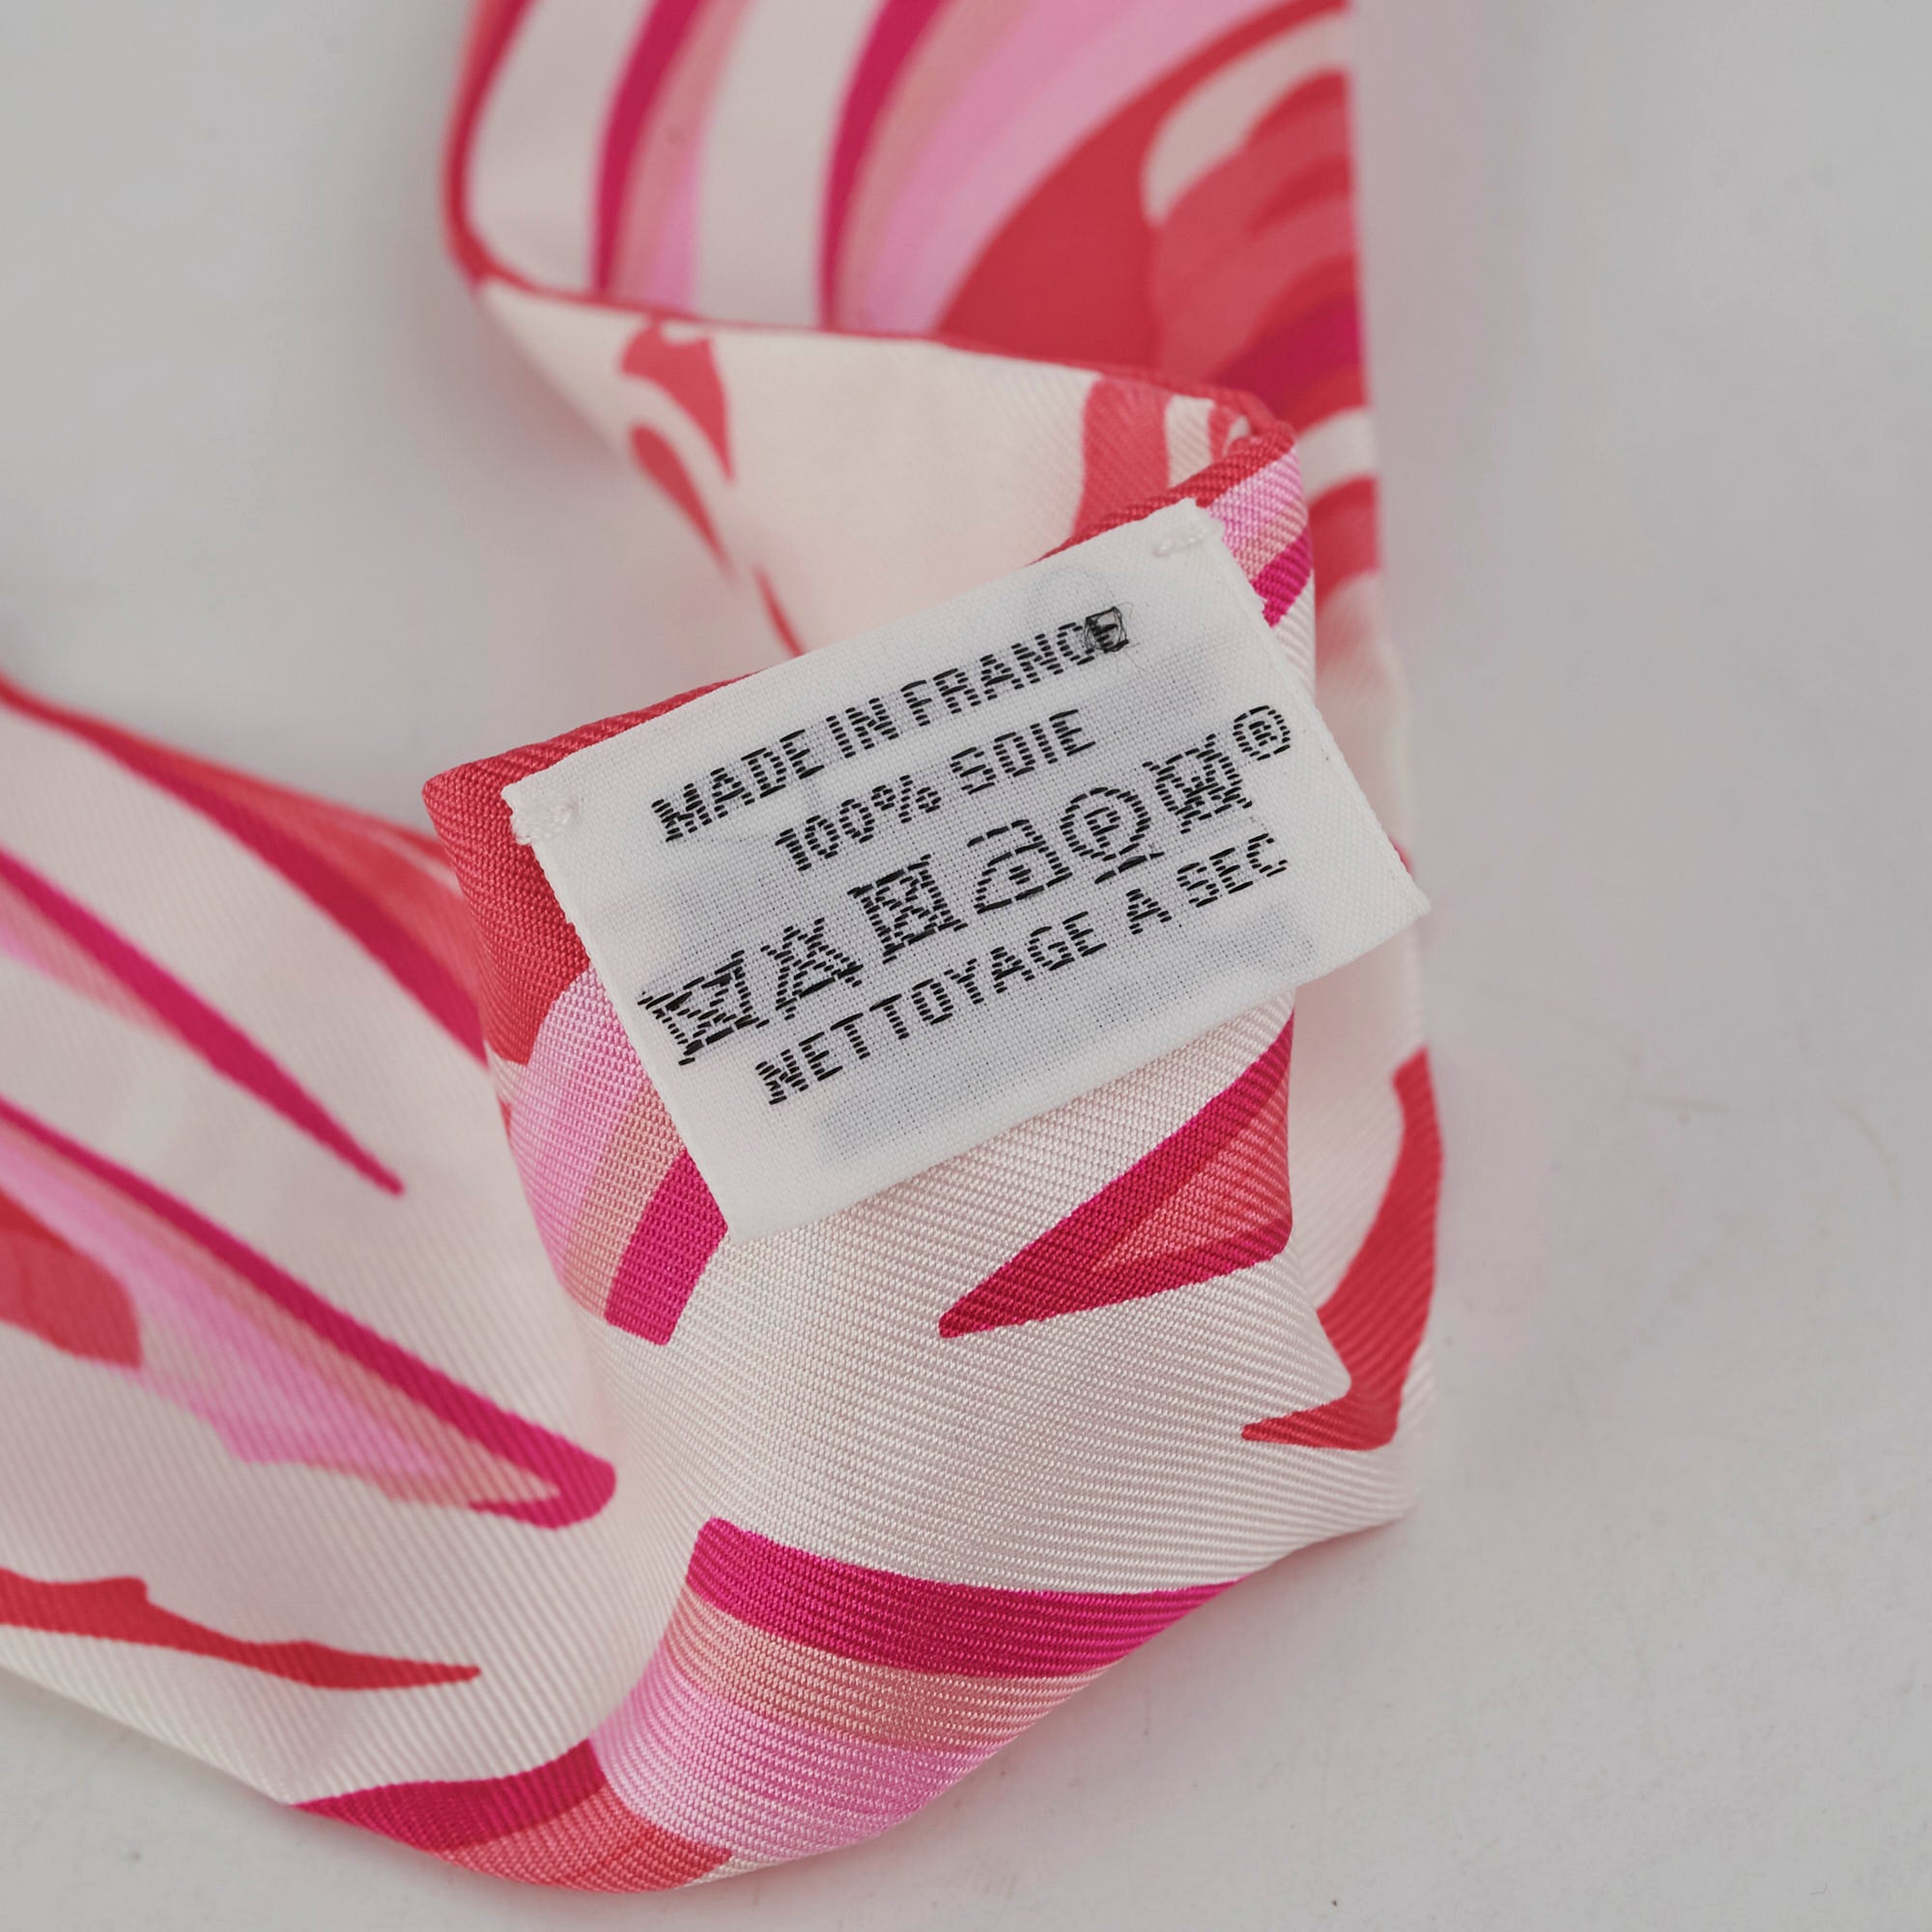 MADE IN FRANCE
100% SOIE
P ®
NETTOYAGE A SEC